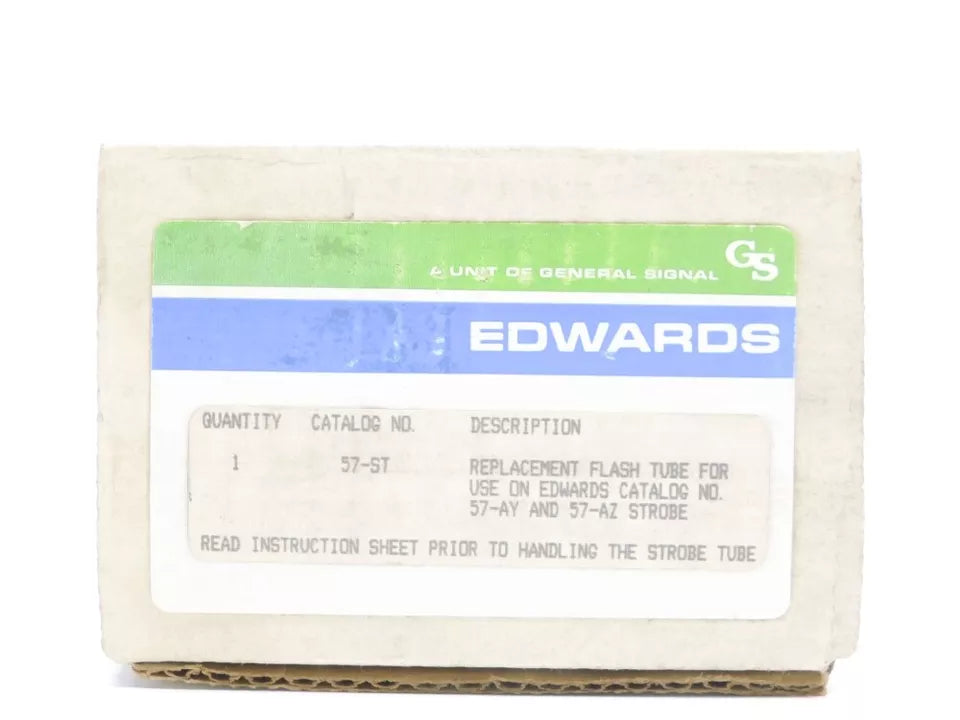 GS
A UNIT OF GENERAL SIGNAL
EDWARDS
QUANTITY CATALOG NO. DESCRIPTION
1 57-ST REPLACEMENT FLASH TUBE FOR
USE ON EDWARDS CATALOG NO.
57-AY AND 57-AZ STROBE
READ INSTRUCTION SHEET PRIOR TO HANDLING THE STROBE TUBE